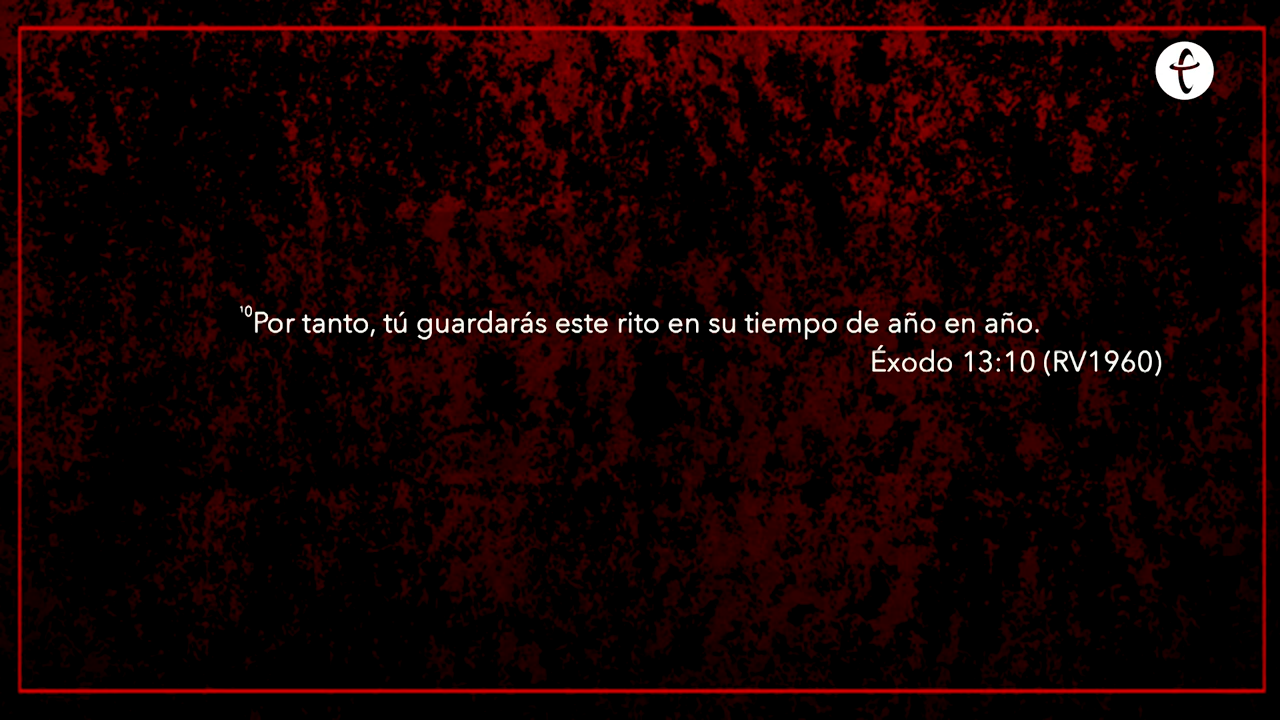 ¹⁰Por tanto, tú guardarás este rito en su tiempo de año en año.
Éxodo 13:10 (RV1960)